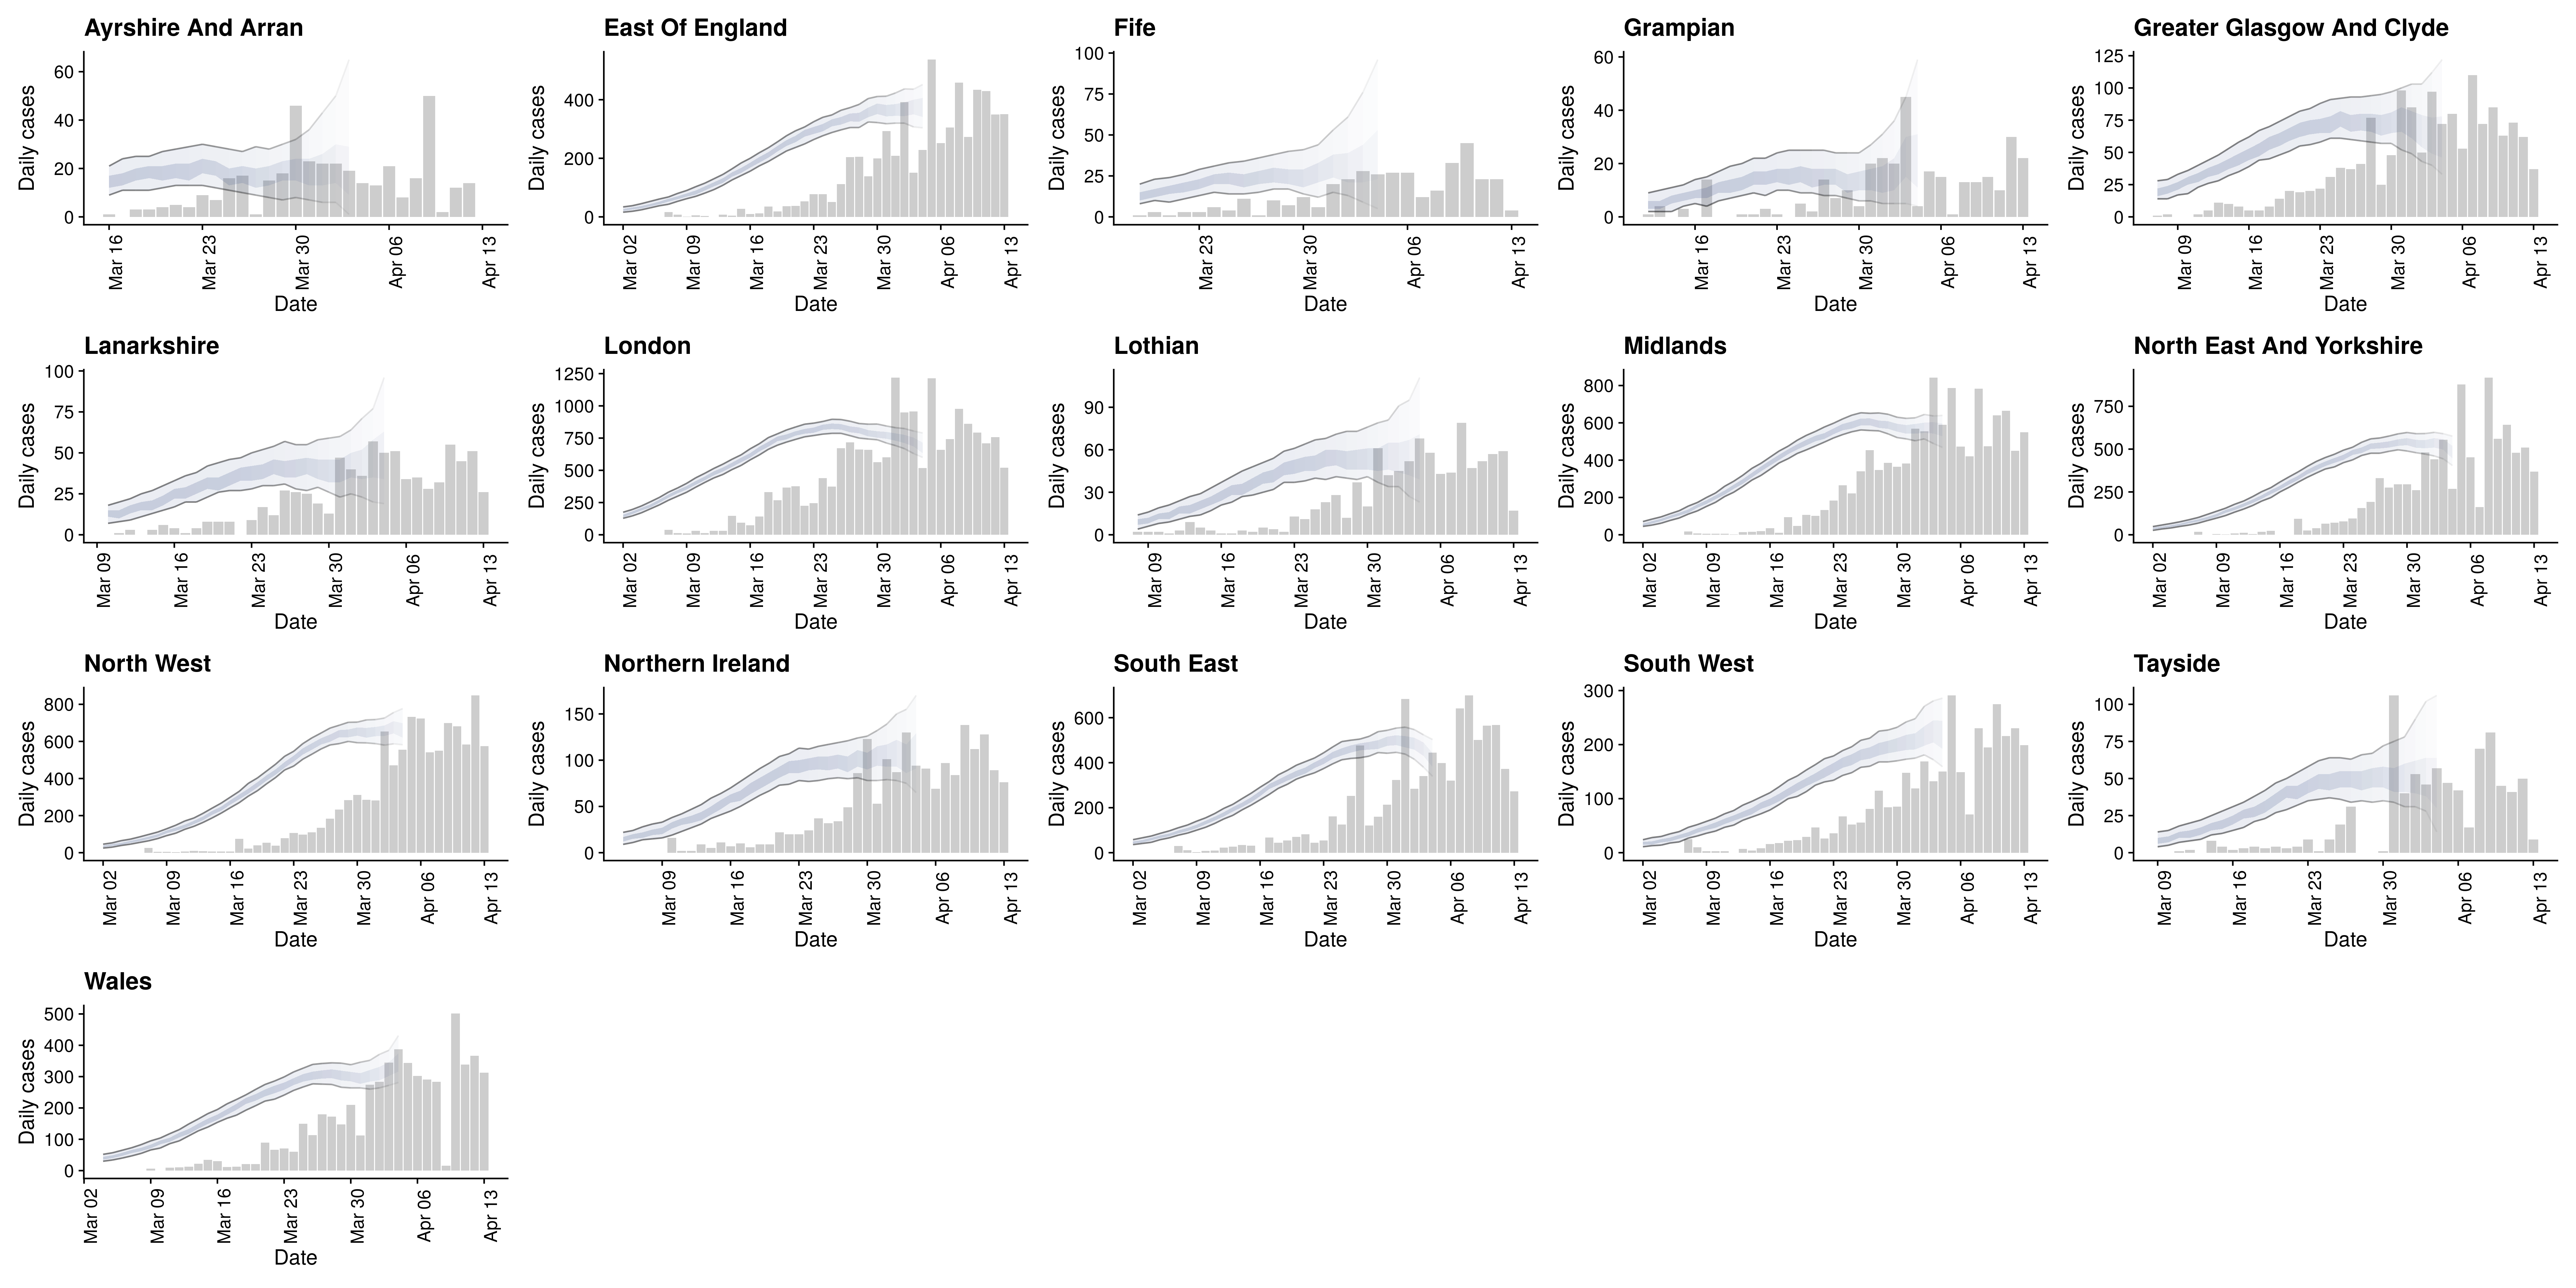 Ayrshire And Arran
Daily cases
60
40
20
0
Mar 16
Mar 23
Mar 30
Apr 06
Apr 13
Date
East Of England
Daily cases
400
200
0
Mar 02
Mar 09
Mar 16
Mar 23
Mar 30
Apr 06
Apr 13
Date
Fife
Daily cases
100
75
50
25
0
Mar 23
Mar 30
Apr 06
Apr 13
Date
Grampian
Daily cases
60
40
20
0
Mar 16
Mar 23
Mar 30
Apr 06
Apr 13
Date
Greater Glasgow And Clyde
Daily cases
125
100
75
50
25
0
Mar 09
Mar 16
Mar 23
Mar 30
Apr 06
Apr 13
Date
Lanarkshire
Daily cases
100
75
50
25
0
Mar 09
Mar 16
Mar 23
Mar 30
Apr 06
Apr 13
Date
London
Daily cases
1250
1000
750
500
250
0
Mar 02
Mar 09
Mar 16
Mar 23
Mar 30
Apr 06
Apr 13
Date
Lothian
Daily cases
90
60
30
0
Mar 09
Mar 16
Mar 23
Mar 30
Apr 06
Apr 13
Date
Midlands
Daily cases
800
600
400
200
0
Mar 02
Mar 09
Mar 16
Mar 23
Mar 30
Apr 06
Apr 13
Date
North East And Yorkshire
Daily cases
750
500
250
0
Mar 02
Mar 09
Mar 16
Mar 23
Mar 30
Apr 06
Apr 13
Date
North West
Daily cases
800
600
400
200
0
Mar 02
Mar 09
Mar 16
Mar 23
Mar 30
Apr 06
Apr 13
Date
Northern Ireland
Daily cases
150
100
50
0
Mar 09
Mar 16
Mar 23
Mar 30
Apr 06
Apr 13
Date
South East
Daily cases
600
400
200
0
Mar 02
Mar 09
Mar 16
Mar 23
Mar 30
Apr 06
Apr 13
Date
South West
Daily cases
300
200
100
0
Mar 02
Mar 09
Mar 16
Mar 23
Mar 30
Apr 06
Apr 13
Date
Tayside
Daily cases
100
75
50
25
0
Mar 09
Mar 16
Mar 23
Mar 30
Apr 06
Apr 13
Date
Wales
Daily cases
500
400
300
200
100
0
Mar 02
Mar 09
Mar 16
Mar 23
Mar 30
Apr 06
Apr 13
Date